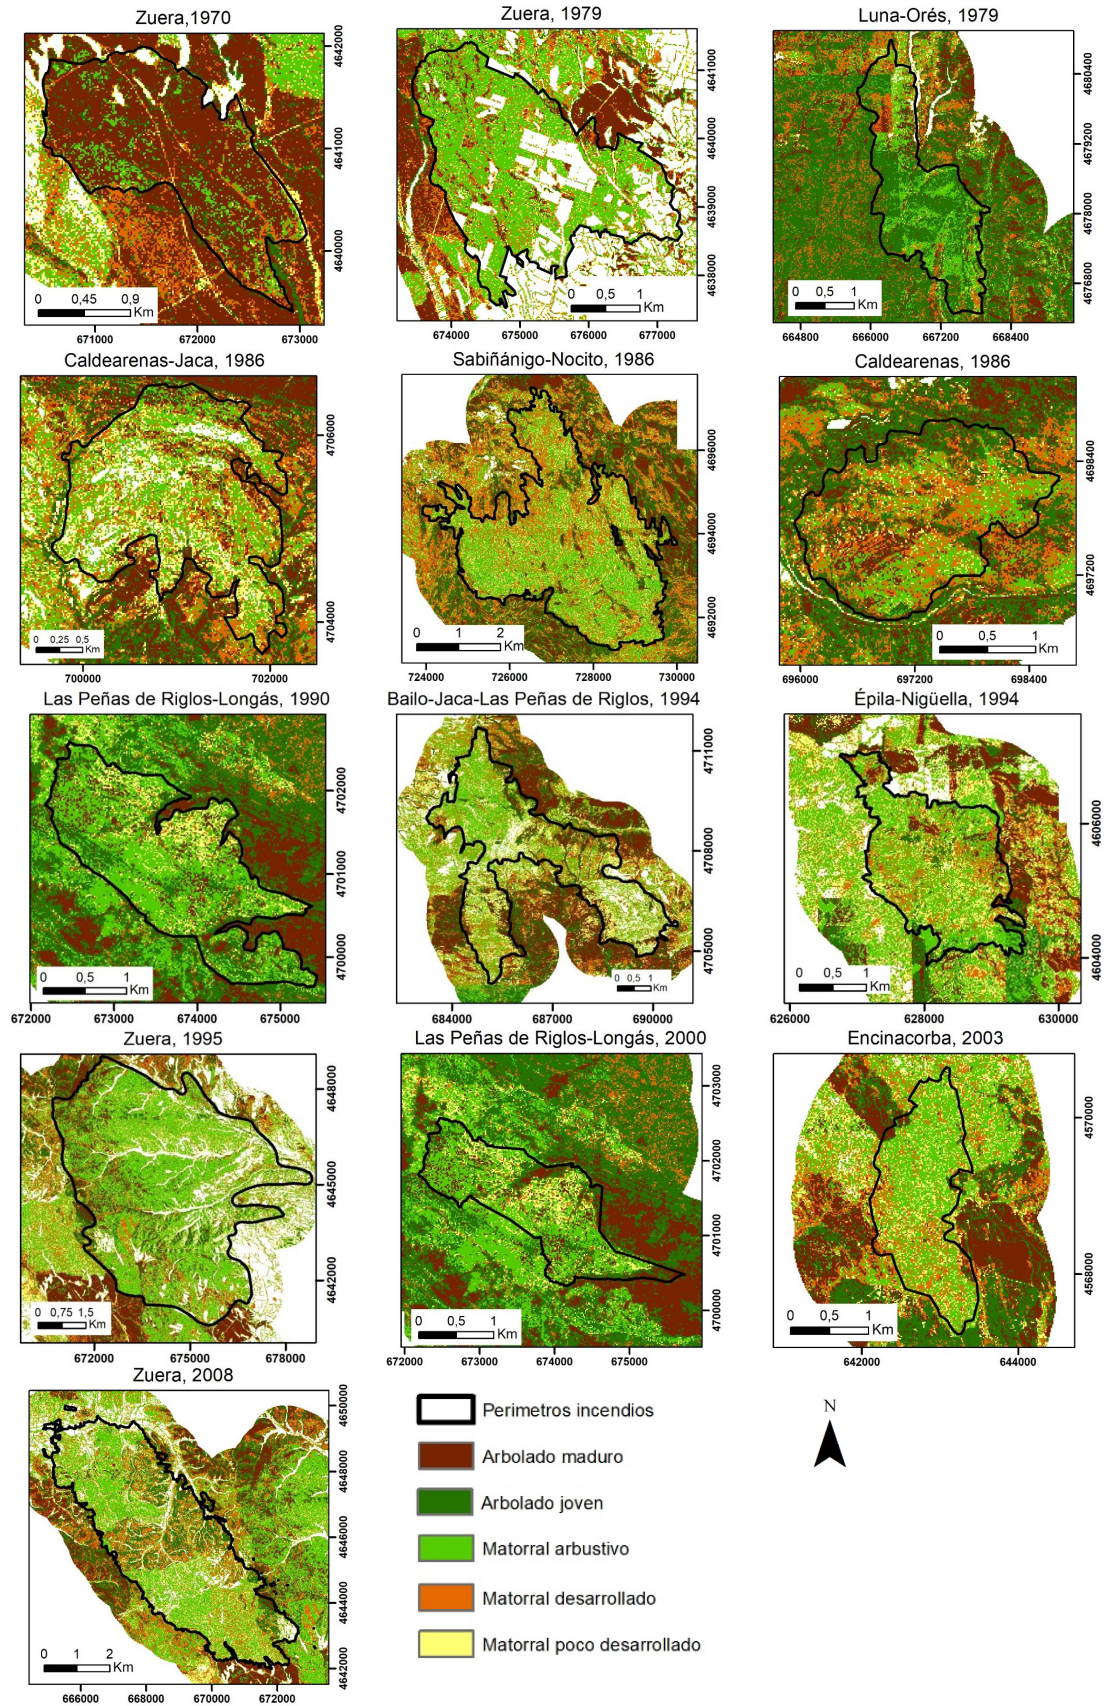 Zuera,1970
4642000
4641000
4640000
0 0,45 0,9
Km
671000 672000 673000
Zuera, 1979
4641000
4640000
4639000
4638000
0 0,5 1
Km
674000 675000 676000 677000
Luna-Orés, 1979
4680400
4679200
4678000
4676800
0 0,5 1
Km
664800 666000 667200 668400
Caldearenas-Jaca, 1986
4706000
4704000
0 0,25 0,5
Km
700000 702000
Sabiñánigo-Nocito, 1986
4696000
4694000
4692000
0 1 2
Km
724000 726000 728000 730000
Caldearenas, 1986
4698400
4697200
0 0,5 1
Km
696000 697200 698400
Las Peñas de Riglos-Longás, 1990
4702000
4701000
4700000
0 0,5 1
Km
672000 673000 674000 675000
Bailo-Jaca-Las Peñas de Riglos, 1994
4711000
4708000
4705000
0 0,5 1
Km
684000 687000 690000
Épila-Nigüella, 1994
4606000
4604000
0 0,5 1
Km
626000 628000 630000
Zuera, 1995
4648000
4645000
4642000
0 0,75 1,5
Km
672000 675000 678000
Las Peñas de Riglos-Longás, 2000
4703000
4702000
4701000
4700000
0 0,5 1
Km
672000 673000 674000 675000
Encinacorba, 2003
4570000
4568000
0 0,5 1
Km
642000 644000
Zuera, 2008
4650000
4648000
4646000
4644000
4642000
0 1 2
Km
666000 668000 670000 672000
Perimetros incendios
Arbolado maduro
Arbolado joven
Matorral arbustivo
Matorral desarrollado
Matorral poco desarrollado
N